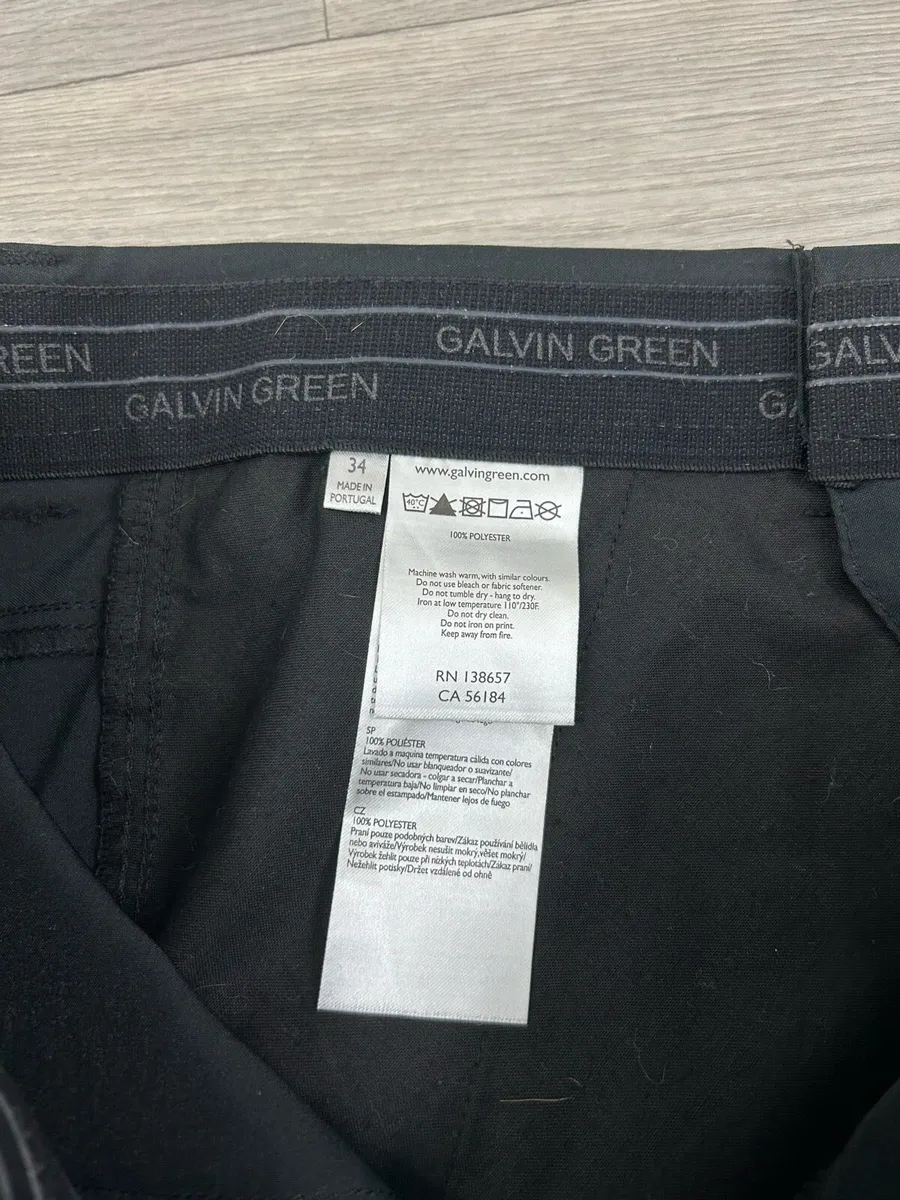 GALVIN GREEN
GALV
REEN
GALVIN GREEN
GA
34
MADE IN
PORTUGAL
www.galvingreen.com
40°C
100% POLYESTER
Machine wash warm, with similar colours.
Do not use bleach or fabric softener.
Do not tumble dry - hang to dry.
Iron at low temperature 110°/230F.
Do not dry clean.
Do not iron on print.
Keep away from fire.
RN 138657
CA 56184
SP
100% POLIÉSTER
Lavado a maquina temperatura cálida con colores
similares/No usar blanqueador o suavizante/
No usar secadora - colgar a secar/Planchar a
temperatura baja/No limpiar en seco/No planchar
sobre el estampado/Mantener lejos de fuego
CZ
100% POLYESTER
Praní pouze podobných barev/Zákaz používání bělidla
nebo aviváže/Výrobek nesušit mokrý,věšet mokrý/
Výrobek žehlit pouze při nízkých teplotách/Zákaz praní/
Nežehlit potisky/Držet vzdálené od ohně